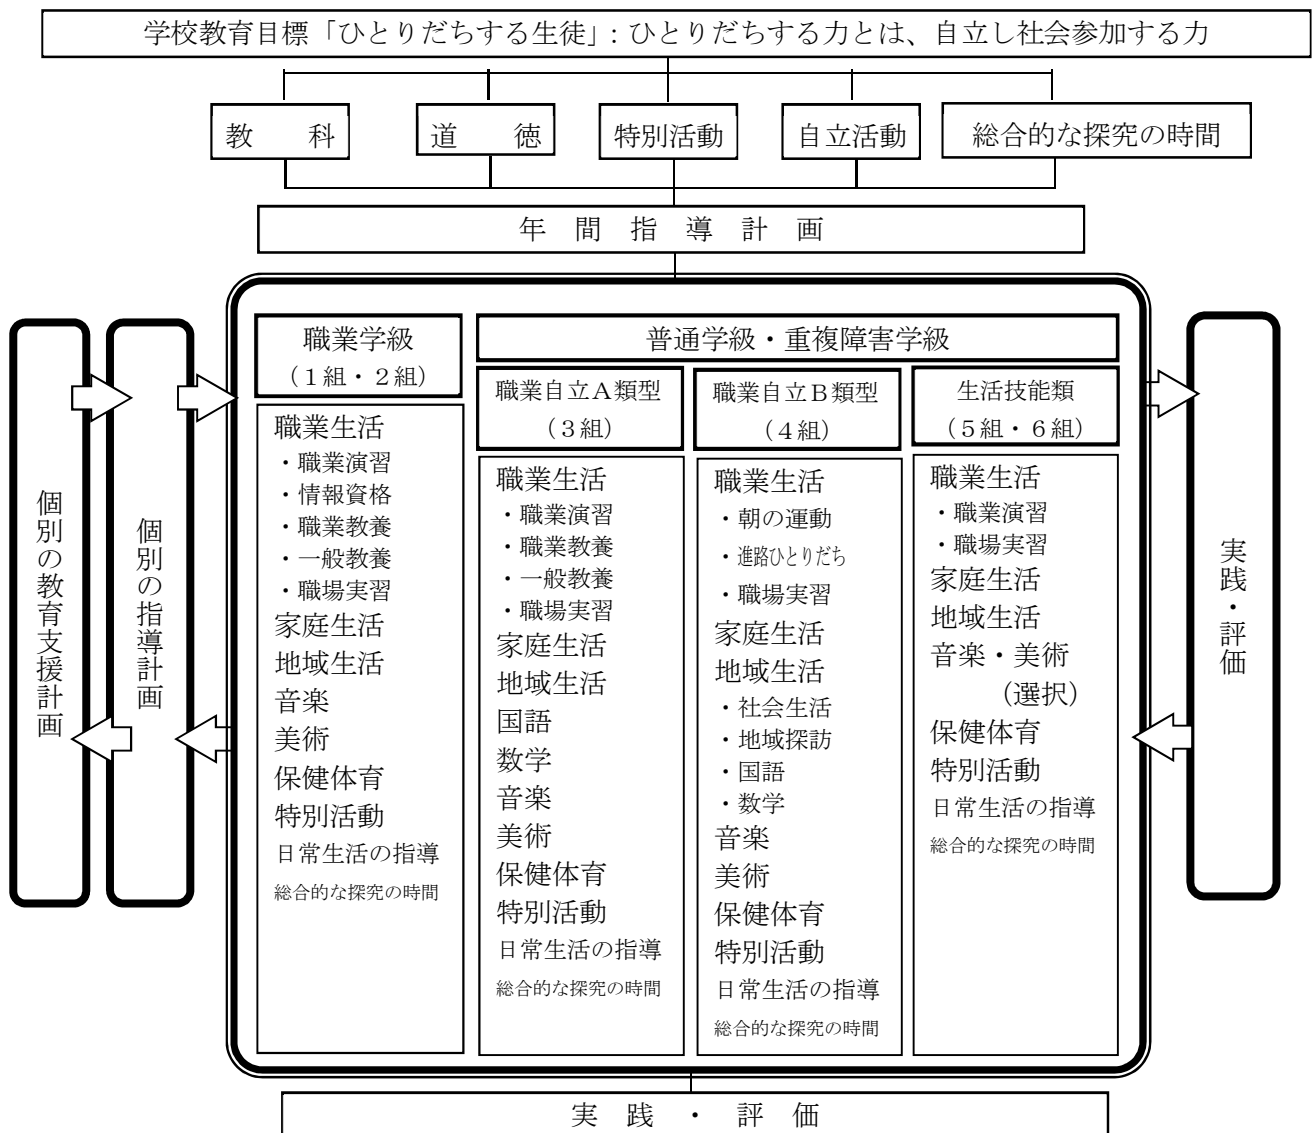 学校教育目標「ひとりだちする生徒」: ひとりだちする力とは、自立し社会参加する力
教　　科
道　　徳
特別活動
自立活動
総合的な探究の時間
年　間　指　導　計　画
個別の教育支援計画
個別の指導計画
職業学級
（１組・２組）
職業生活
・職業演習
・情報資格
・職業教養
・一般教養
・職場実習
家庭生活
地域生活
音楽
美術
保健体育
特別活動
日常生活の指導
総合的な探究の時間
普通学級・重複障害学級
職業自立Ａ類型
（３組）
職業生活
・職業演習
・職業教養
・一般教養
・職場実習
家庭生活
地域生活
国語
数学
音楽
美術
保健体育
特別活動
日常生活の指導
総合的な探究の時間
職業自立Ｂ類型
（４組）
職業生活
・朝の運動
・進路ひとりだち
・職場実習
家庭生活
地域生活
・社会生活
・地域探訪
・国語
・数学
音楽
美術
保健体育
特別活動
日常生活の指導
総合的な探究の時間
生活技能類
（５組・６組）
職業生活
・職業演習
・職場実習
家庭生活
地域生活
音楽・美術
（選択）
保健体育
特別活動
日常生活の指導
総合的な探究の時間
実践・評価
実　践　・　評　価